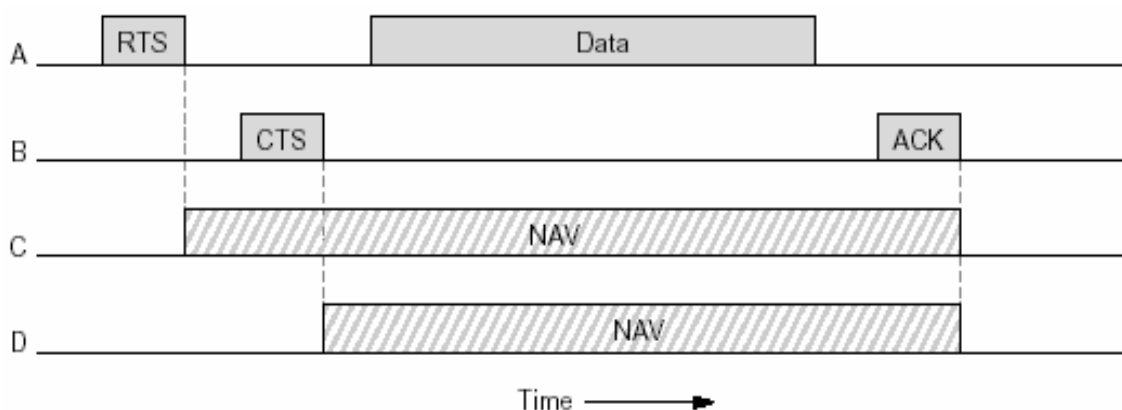 A RTS Data
B CTS ACK
C NAV
D NAV
Time